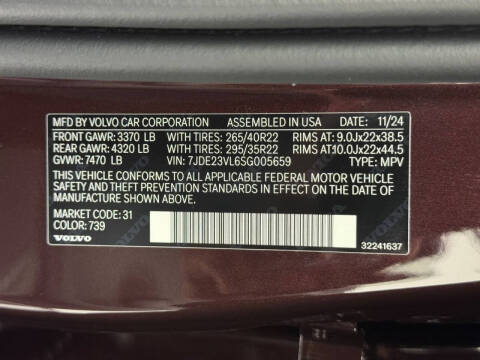 MFD BY VOLVO CAR CORPORATION ASSEMBLED IN USA DATE: 11/24
FRONT GAWR: 3370 LB WITH TIRES: 265/40R22 RIMS AT: 9.0Jx22x38.5
REAR GAWR: 4320 LB WITH TIRES: 295/35R22 RIMS AT10.0Jx22x44.5
GVWR: 7470 LB VIN: 7JDE23VL6SG005659 TYPE: MPV
THIS VEHICLE CONFORMS TO ALL APPLICABLE FEDERAL MOTOR VEHICLE
SAFETY AND THEFT PREVENTION STANDARDS IN EFFECT ON THE DATE OF
MANUFACTURE SHOWN ABOVE.
MARKET CODE: 31
COLOR: 739
VOLVO
32241637